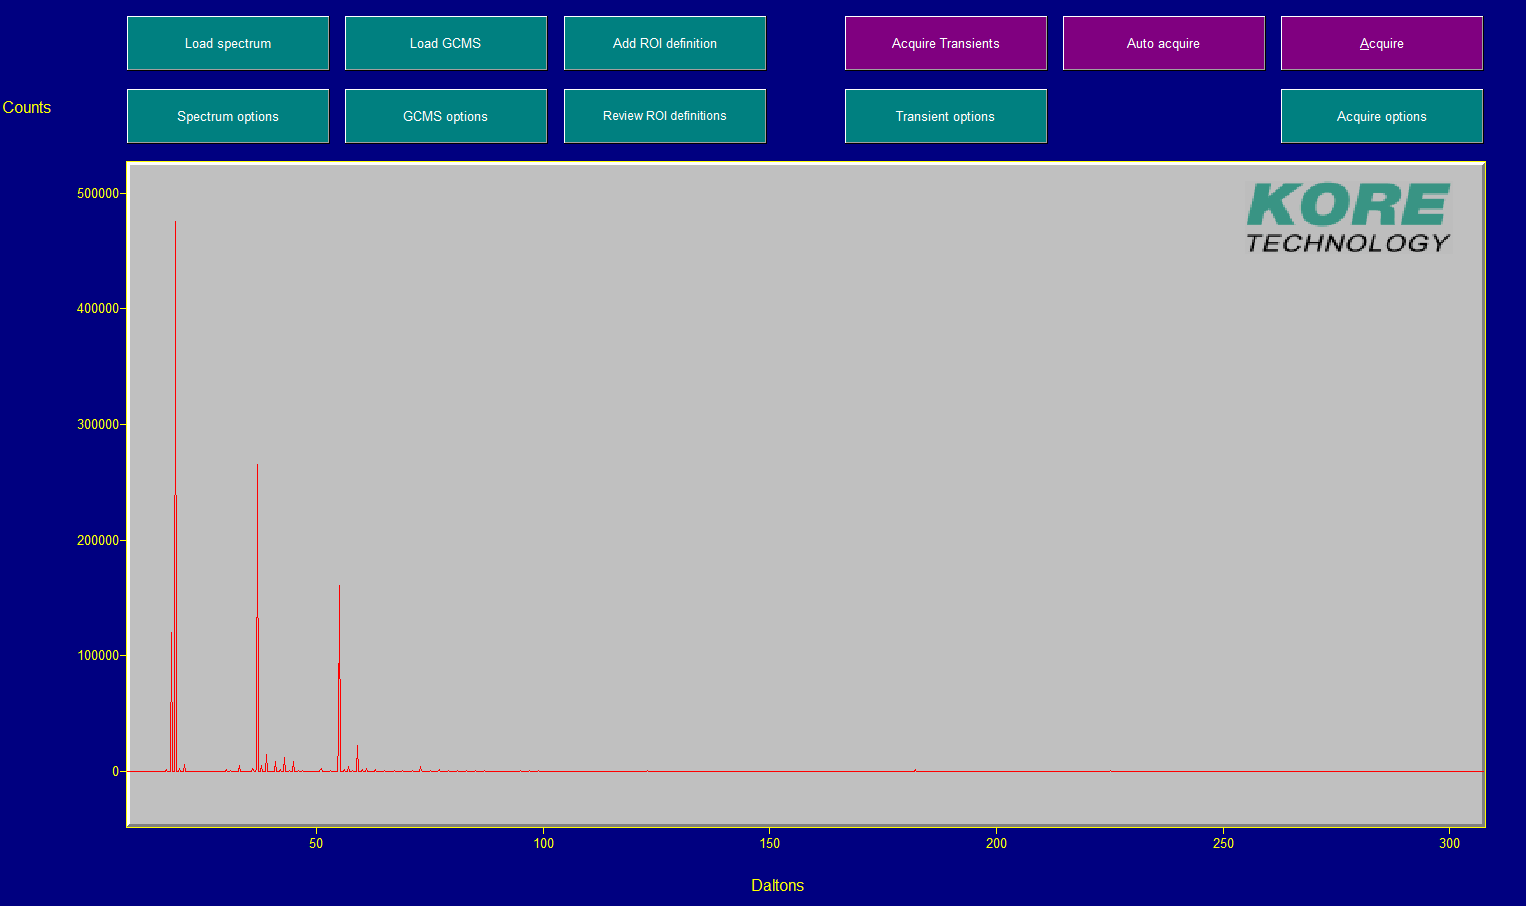 Load spectrum
Load GCMS
Add ROI definition
Acquire Transients
Auto acquire
Acquire
Counts
Spectrum options
GCMS options
Review ROI definitions
Transient options
Acquire options
KORE
TECHNOLOGY
500000
400000
300000
200000
100000
0
50
100
150
200
250
300
Daltons